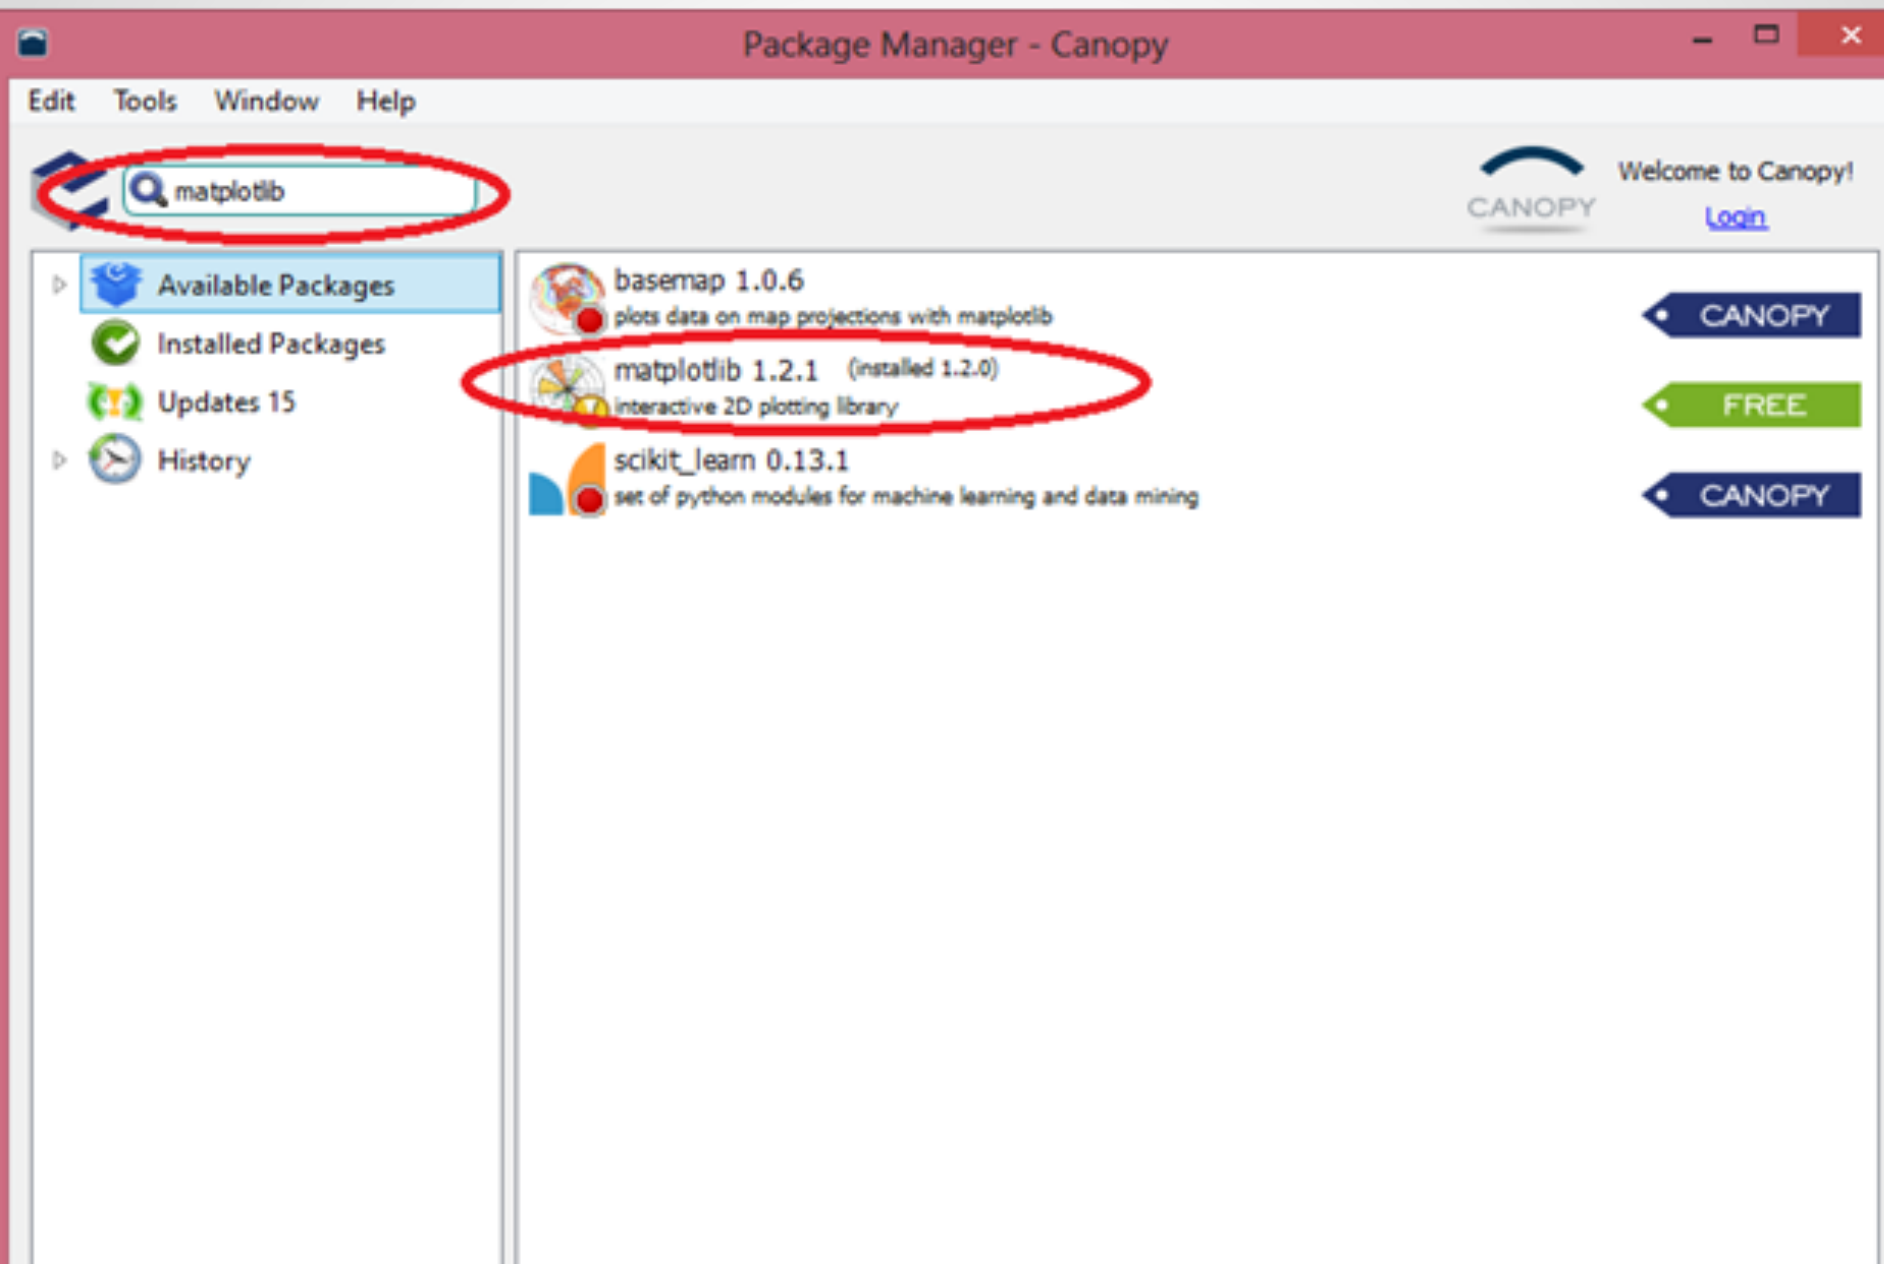 Package Manager - Canopy
Edit Tools Window Help
matplotlib
CANOPY
Welcome to Canopy!
Login
Available Packages
Installed Packages
Updates 15
History
basemap 1.0.6
plots data on map projections with matplotlib
CANOPY
matplotlib 1.2.1 (installed 1.2.0)
interactive 2D plotting library
FREE
scikit_learn 0.13.1
set of python modules for machine learning and data mining
CANOPY